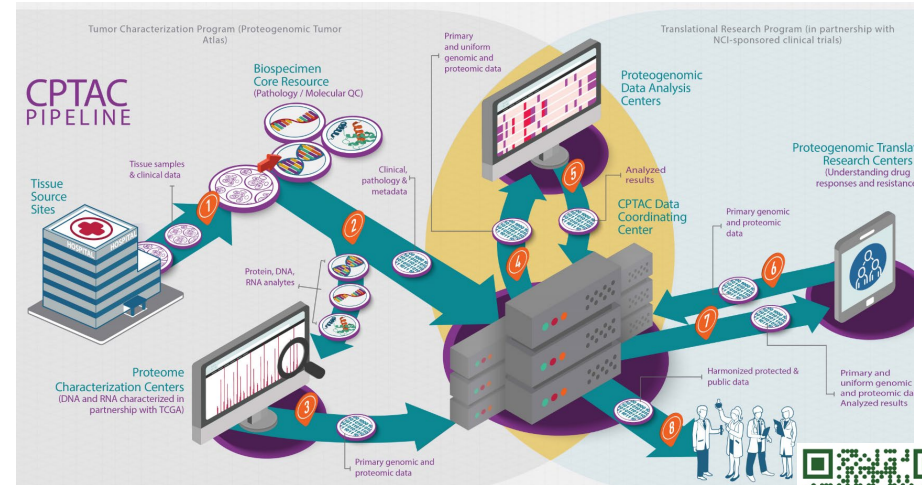 Tumor Characterization Program (Proteogenomic Tumor
Atlas)
Translational Research Program (in partnership with
NCI-sponsored clinical trials)
CPTAC
PIPELINE
Biospecimen
Core Resource
(Pathology / Molecular QC)
Primary
and uniform
genomic and
proteomic data
Proteogenomic
Data Analysis
Centers
Proteogenomic
Research Centers
(Understanding drug
responses and
Tissue samples
& clinical data
Tissue
Source
Sites
HOSPITAL
HOSPITAL
1
2
Clinical,
pathology &
metadata
5
Analyzed
results
CPTAC Data
Coordinating
Center
4
Primary genomic
and proteomic
data
6
7
Protein, DNA,
RNA analytes
Proteome
Characterization Centers
(DNA and RNA characterized in
partnership with TCGA)
3
Primary genomic and
proteomic data
Harmonized protected &
public data
8
Primary and
uniform genomic
and proteomic
Analyzed results